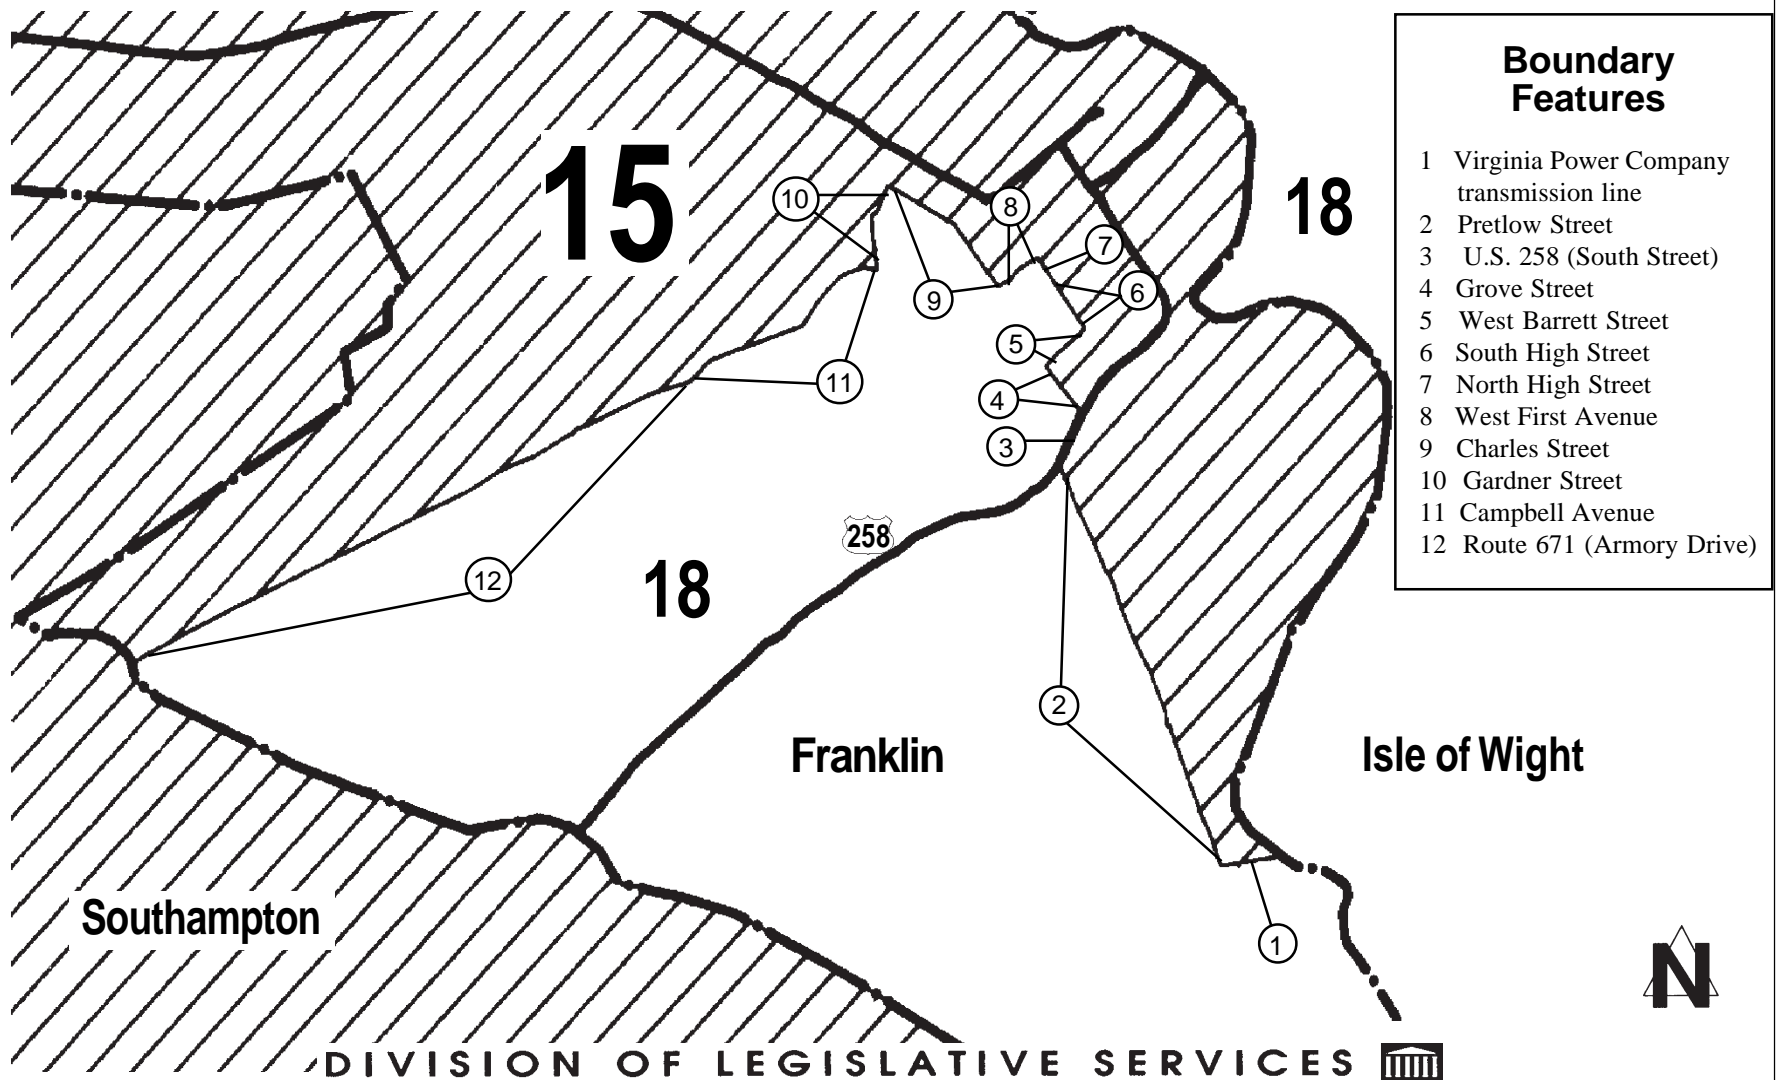 15
18
Boundary
Features
1 Virginia Power Company
transmission line
2 Pretlow Street
3 U.S. 258 (South Street)
4 Grove Street
5 West Barrett Street
6 South High Street
7 North High Street
8 West First Avenue
9 Charles Street
10 Gardner Street
11 Campbell Avenue
12 Route 671 (Armory Drive)
10
8
7
6
9
5
11
4
3
258
12
18
2
Franklin
Isle of Wight
Southampton
1
N
DIVISION OF LEGISLATIVE SERVICES